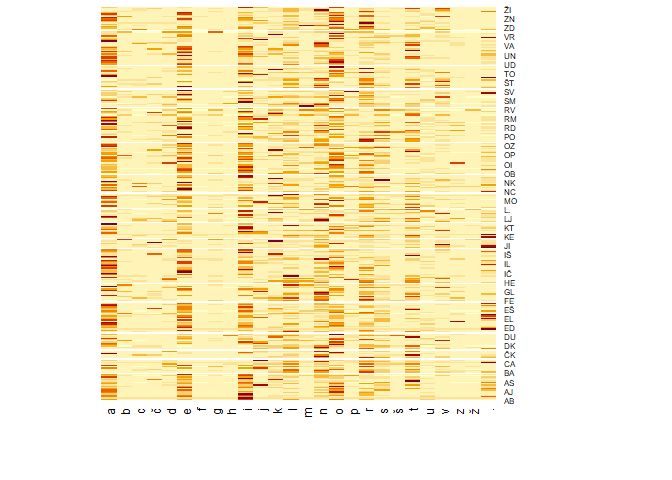 ŽI
ZN
ZD
VR
VA
UN
UD
TO
ŠT
SV
SM
RV
RM
RD
PO
OZ
OP
OI
OB
NK
NC
MO
L.
LJ
KT
KE
JI
IŠ
IL
IČ
HE
GL
FE
EŠ
EL
ED
DU
DK
ČK
CA
BA
AS
AJ
AB
a b c č d e f g h i j k l m n o p r s š t u v z ž .